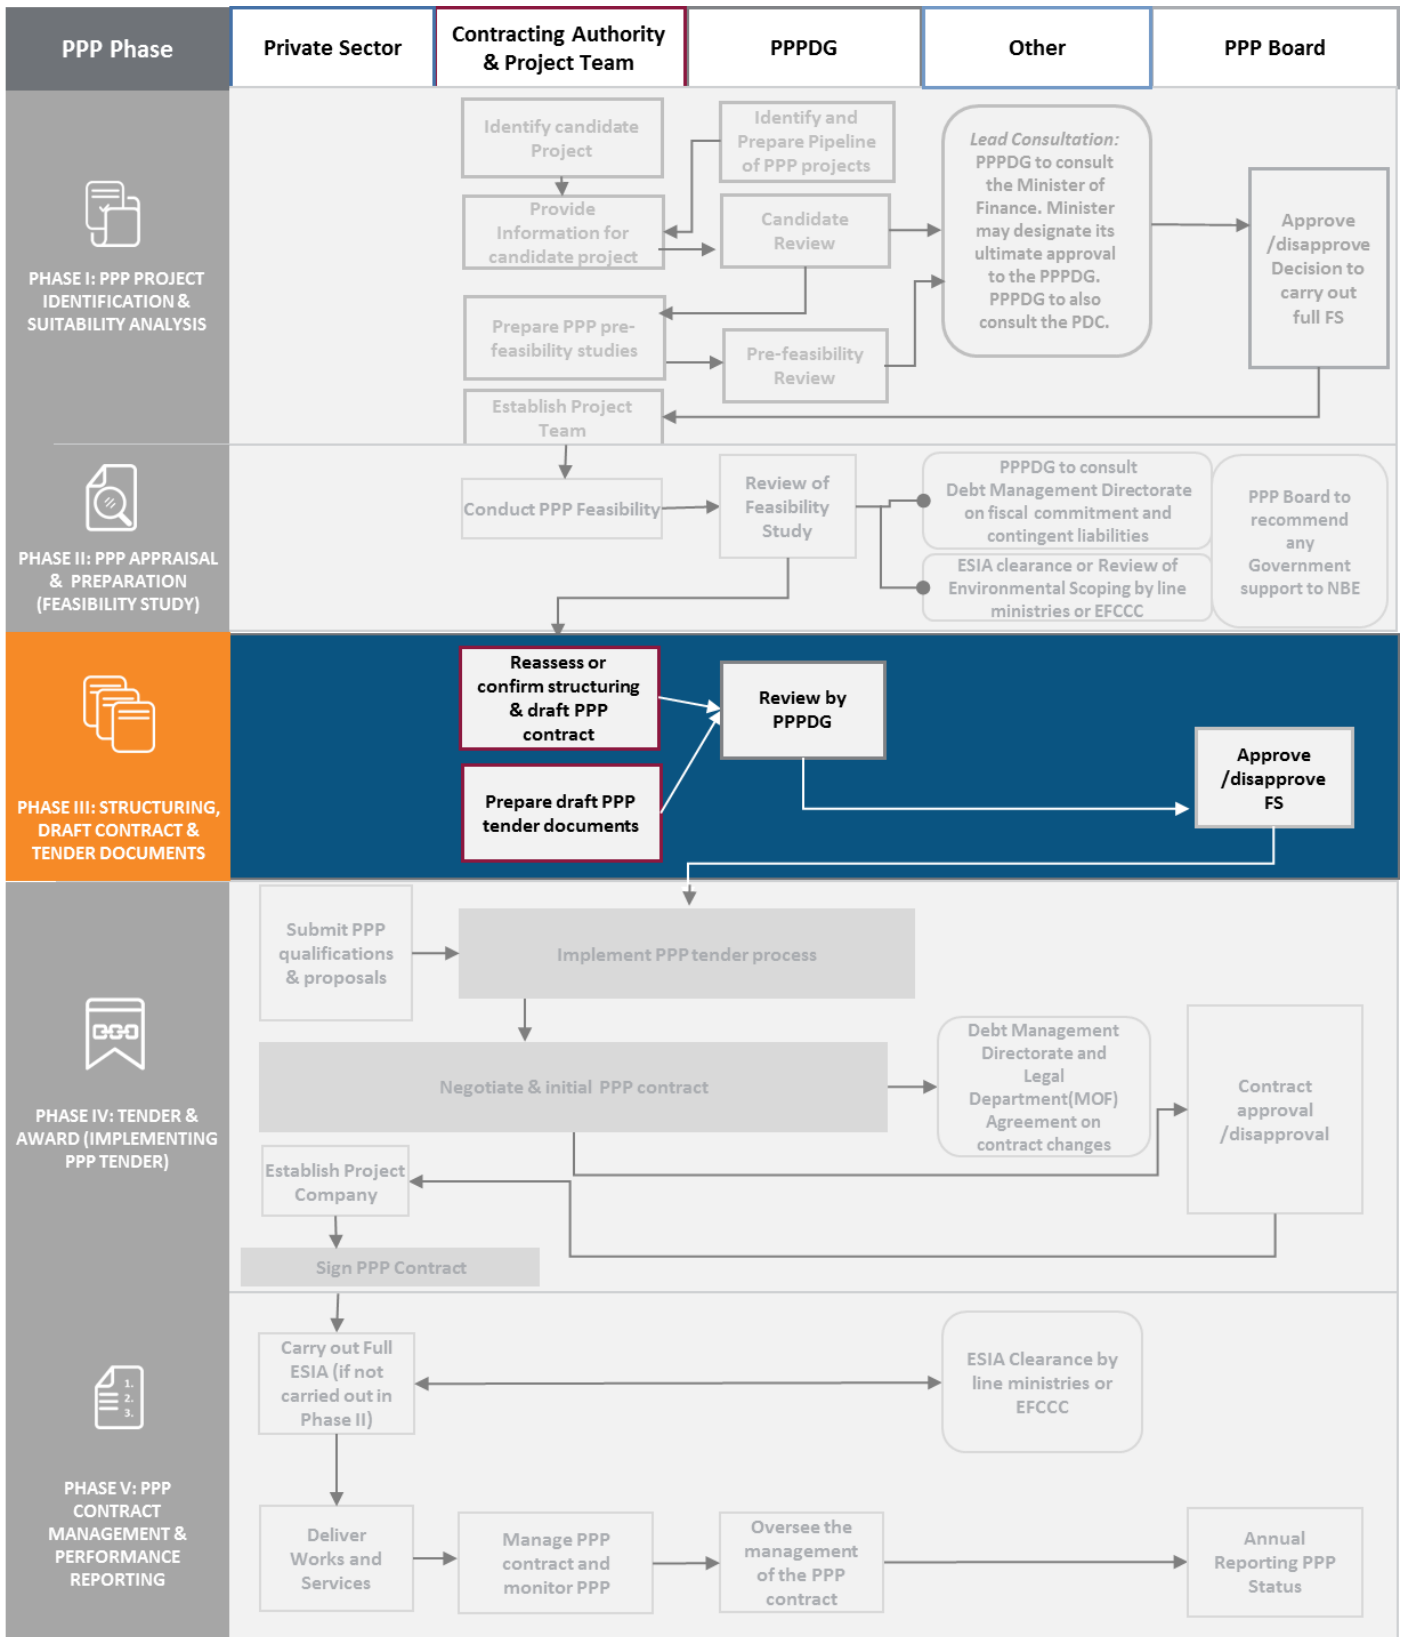 PPP Phase
Private Sector
Contracting Authority
& Project Team
PPPDG
Other
PPP Board
PHASE I: PPP PROJECT
IDENTIFICATION &
SUITABILITY ANALYSIS
Identify candidate
Project
Identify and
Prepare Pipeline
of PPP projects
Provide
Information for
candidate project
Candidate
Review
Lead Consultation:
PPPDG to consult
the Minister of
Finance. Minister
may designate its
ultimate approval
to the PPPDG.
PPPDG to also
consult the PDC.
Approve
/disapprove
Decision to
carry out
full FS
Prepare PPP pre-
feasibility studies
Pre-feasibility
Review
Establish Project
Team
PHASE II: PPP APPRAISAL
& PREPARATION
(FEASIBILITY STUDY)
Conduct PPP Feasibility
Review of
Feasibility
Study
PPPDG to consult
Debt Management Directorate
on fiscal commitment and
contingent liabilities
ESIA clearance or Review of
Environmental Scoping by line
ministries or EFCCC
PPP Board to
recommend
any
Government
support to NBE
PHASE III: STRUCTURING,
DRAFT CONTRACT &
TENDER DOCUMENTS
Reassess or
confirm structuring
& draft PPP
contract
Prepare draft PPP
tender documents
Review by
PPPDG
Approve
/disapprove
FS
PHASE IV: TENDER &
AWARD (IMPLEMENTING
PPP TENDER)
Submit PPP
qualifications
& proposals
Implement PPP tender process
Negotiate & initial PPP contract
Debt Management
Directorate and
Legal
Department(MOF)
Agreement on
contract changes
Contract
approval
/disapproval
Establish Project
Company
Sign PPP Contract
PHASE V: PPP
CONTRACT
MANAGEMENT &
PERFORMANCE
REPORTING
1.
2.
3.
Carry out Full
ESIA (if not
carried out in
Phase II)
ESIA Clearance by
line ministries or
EFCCC
Deliver
Works and
Services
Manage PPP
contract and
monitor PPP
Oversee the
management
of the PPP
contract
Annual
Reporting PPP
Status